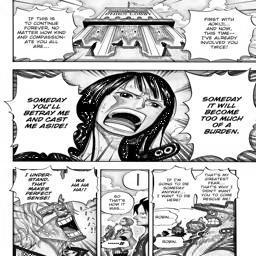 IF THIS IS
TO CONTINUE
FOREVER, NO
MATTER HOW KIND
AND COMPASSION-
ATE YOU ALL
ARE...
FIRST WITH
AOKIJI...
AND NOW,
THIS TIME--
I'VE ALREADY
INVOLVED YOU
TWICE!
SOMEDAY
YOU'LL
BETRAY ME
AND CAST
ME ASIDE!
SOMEDAY
IT WILL
BECOME
TOO MUCH
OF A
BURDEN.
I UNDER-
STAND.
THAT
MAKES
PERFECT
SENSE!
WA
HA HA
HA!!
SO
THAT'S
HOW IT
WAS...
IF I'M
GOING TO DIE
SOMEDAY
ANYWAY,
I WANT TO DIE
HERE!
THAT'S MY
GREATEST
FEAR...
THAT'S WHY I
DIDN'T WANT
YOU TO COME
RESCUE ME!
ROBIN..
ROBIN..